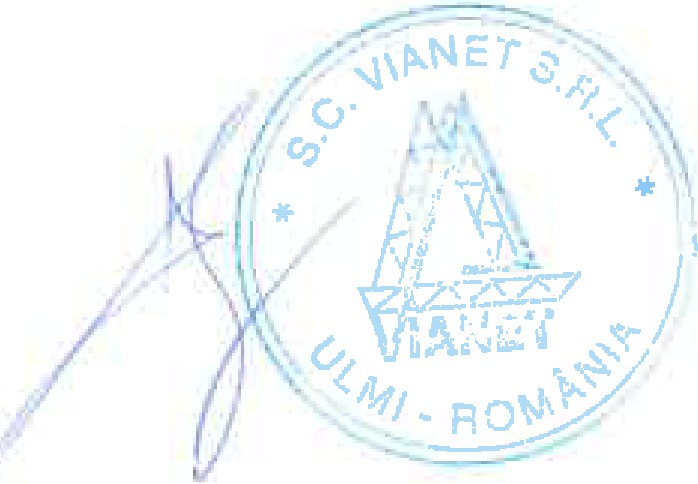 * S.C. VIANET S.R.L. *
VIANET
ULMI - ROMÂNIA